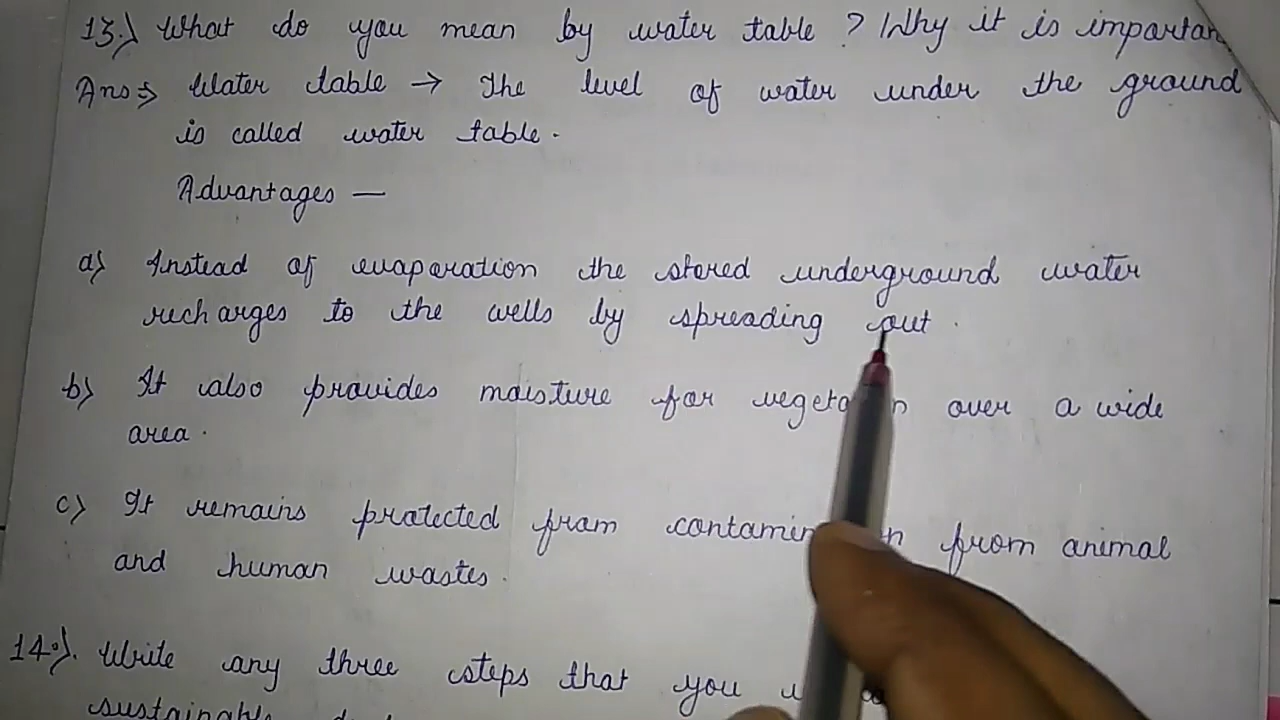 13.) What do you mean by water table? Why it is importan
Ans⇒ Water table → The level of water under the ground
is called water table.
Advantages —
a) Instead of evaporation the stored underground water
recharges to the wells by spreading out.
b) It also provides moisture for over a wide
area.
c) It remains protected from from animal
and human wastes.
14). Write any three steps that you
sustainable